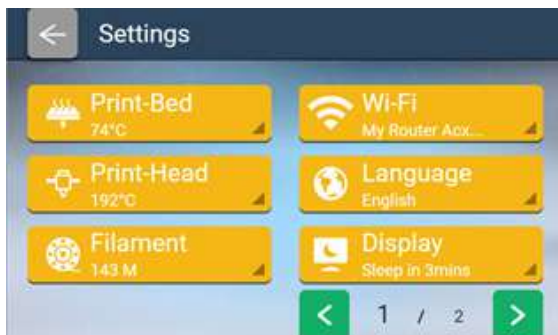 Settings
Print-Bed
74°C
Wi-Fi
My Router Acx...
Print-Head
192°C
Language
English
Filament
143 M
Display
Sleep in 3mins
1 / 2